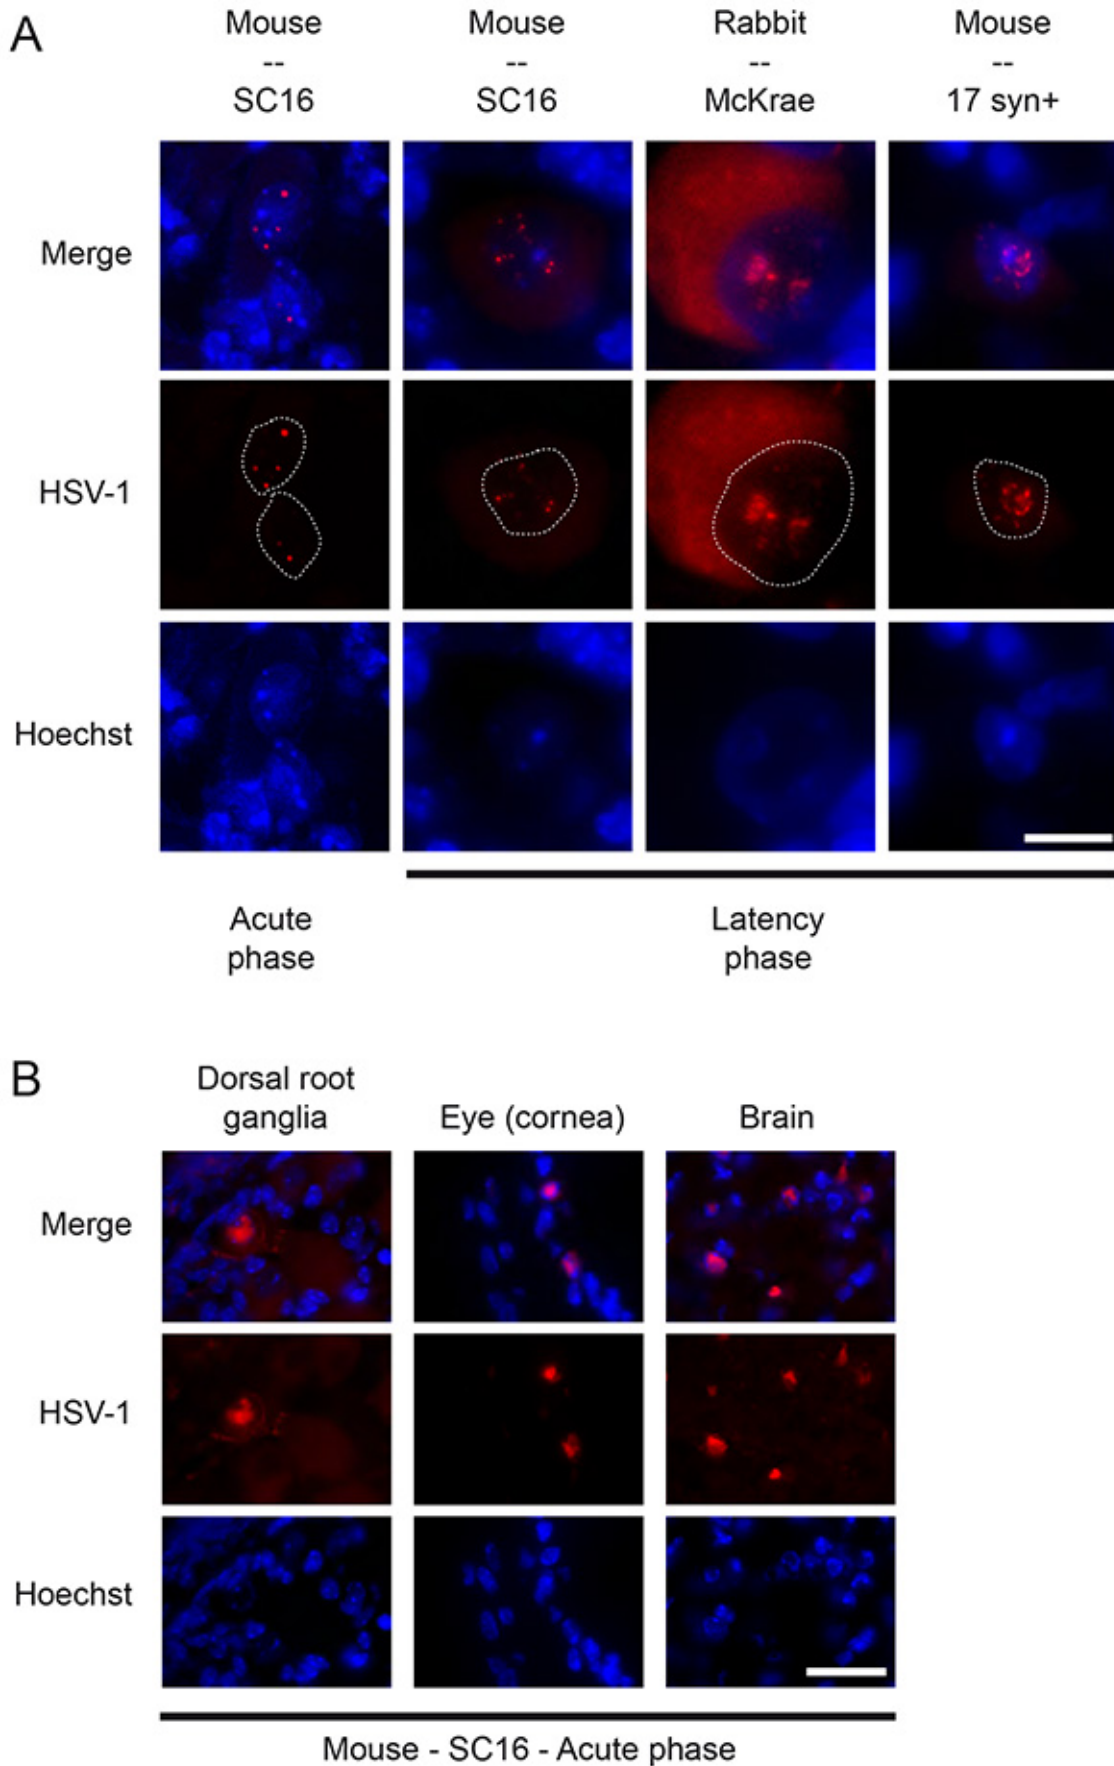 A
Mouse
--
SC16
Mouse
--
SC16
Rabbit
--
McKrae
Mouse
--
17 syn+
Merge
HSV-1
Hoechst
Acute
phase
Latency
phase
B
Dorsal root
ganglia
Eye (cornea)
Brain
Merge
HSV-1
Hoechst
Mouse - SC16 - Acute phase